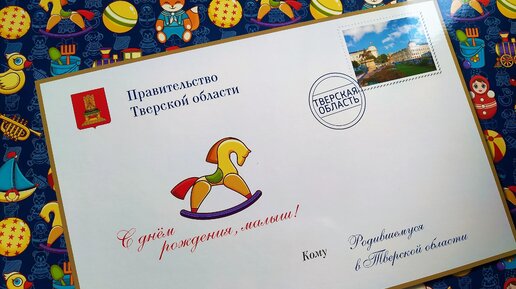 Правительство
Тверской области
ТВЕРСКАЯ
ОБЛАСТЬ
С днём
рождения, малыш!
Кому
Родившемуся
в Тверской области